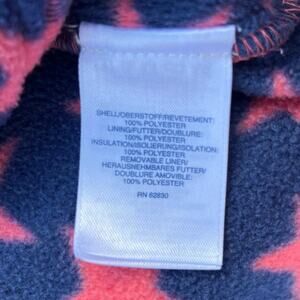 SHELL/OBERSTOFF/REVETEMENT:
100% POLYESTER
LINING/FUTTER/DOUBLURE:
100% POLYESTER
INSULATION/ISOLIERUNG/ISOLATION:
100% POLYESTER
REMOVABLE LINER/
HERAUSNEHMBARES FUTTER/
DOUBLURE AMOVIBLE:
100% POLYESTER
RN 62830